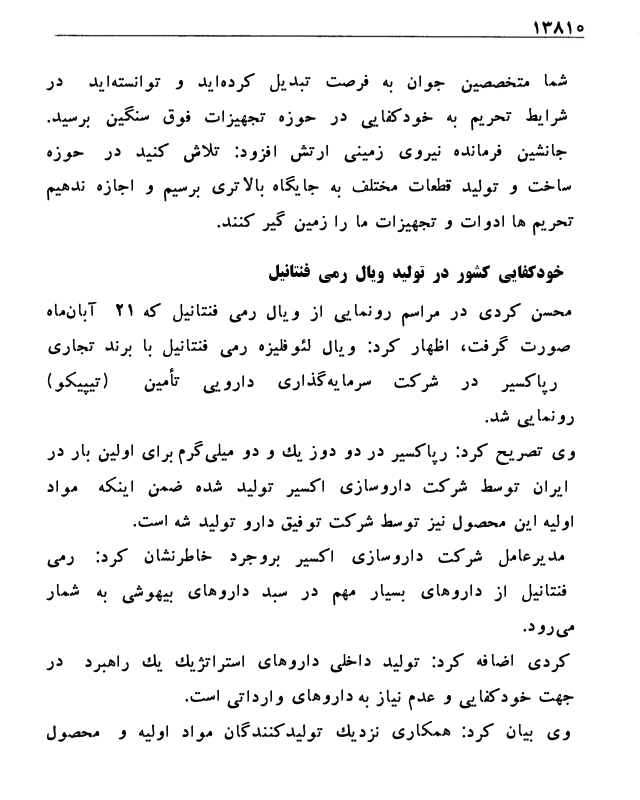 ۱۳۸۱۰
شما متخصصین جوان به فرصت تبدیل کرده‌اید و توانسته‌اید در
شرایط تحریم به خودکفایی در حوزه تجهیزات فوق سنگین برسید.
جانشین فرمانده نیروی زمینی ارتش افزود: تلاش کنید در حوزه
ساخت و تولید قطعات مختلف به جایگاه بالاتری برسیم و اجازه ندهیم
تحریم ها ادوات و تجهیزات ما را زمین گیر کنند.
خودکفایی کشور در تولید ویال رمی فنتانیل
محسن کردی در مراسم رونمایی از ویال رمی فنتانیل که ۲۱ آبان‌ماه
صورت گرفت، اظهار کرد: ویال لئوفلیزه رمی فنتانیل با برند تجاری
رپاکسیر در شرکت سرمایه‌گذاری دارویی تأمین (تیپیکو)
رونمایی شد.
وی تصریح کرد: رپاکسیر در دو دوز یك و دو میلی‌گرم برای اولین بار در
ایران توسط شرکت داروسازی اکسیر تولید شده ضمن اینکه مواد
اولیه این محصول نیز توسط شرکت توفیق دارو تولید شه است.
مدیرعامل شرکت داروسازی اکسیر بروجرد خاطرنشان کرد: رمی
فنتانیل از داروهای بسیار مهم در سبد داروهای بیهوشی به شمار
می‌رود.
کردی اضافه کرد: تولید داخلی داروهای استراتژیك یك راهبرد در
جهت خودکفایی و عدم نیاز به داروهای وارداتی است.
وی بیان کرد: همکاری نزدیك تولیدکنندگان مواد اولیه و محصول